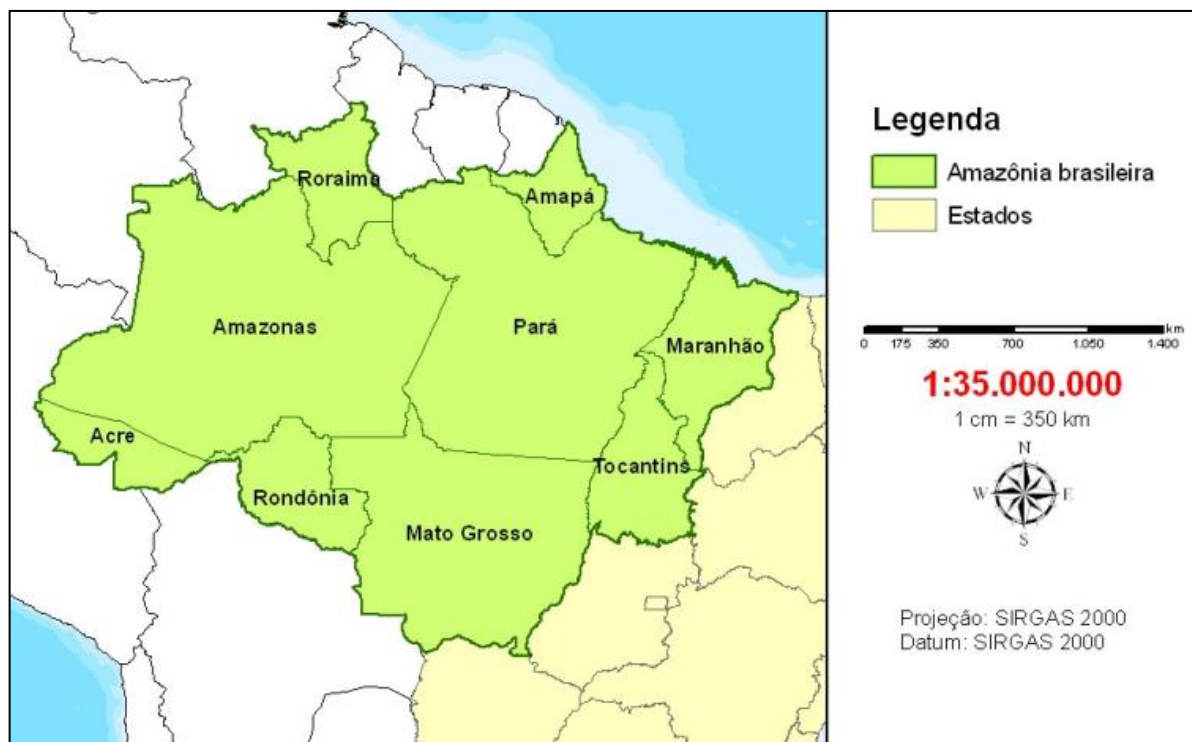 Roraima
Amapá
Amazonas
Pará
Maranhão
Acre
Tocantins
Rondônia
Mato Grosso
Legenda
Amazônia brasileira
Estados
km
0 175 350 700 1.050 1.400
1:35.000.000
1 cm = 350 km
N
W E
S
Projeção: SIRGAS 2000
Datum: SIRGAS 2000